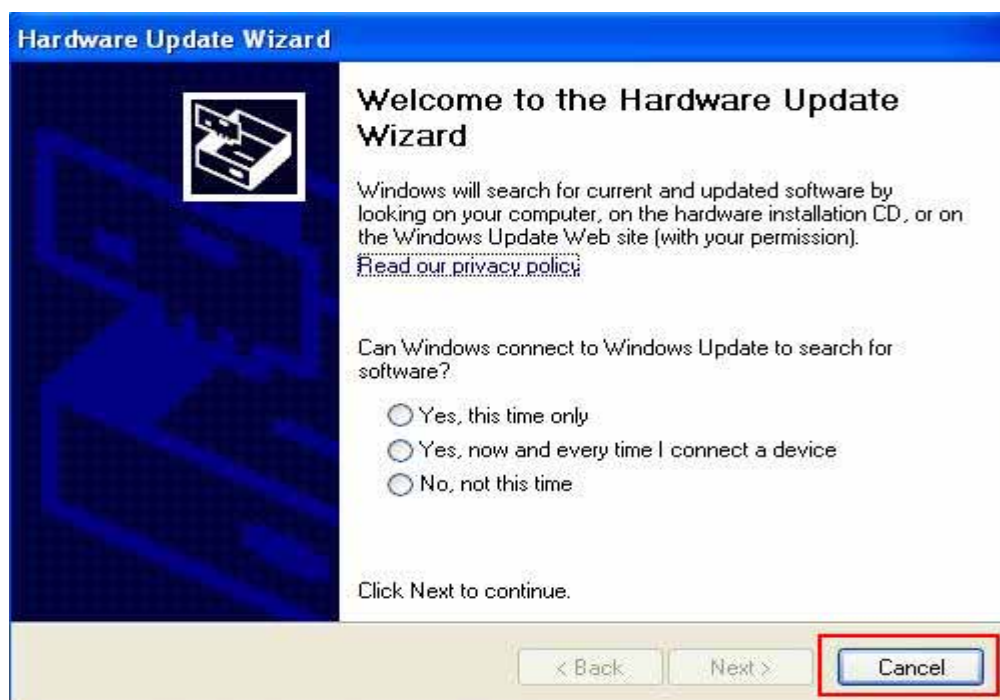 Hardware Update Wizard
Welcome to the Hardware Update
Wizard
Windows will search for current and updated software by
looking on your computer, on the hardware installation CD, or on
the Windows Update Web site (with your permission).
Read our privacy policy
Can Windows connect to Windows Update to search for
software?
Yes, this time only
Yes, now and every time I connect a device
No, not this time
Click Next to continue.
< Back Next > Cancel